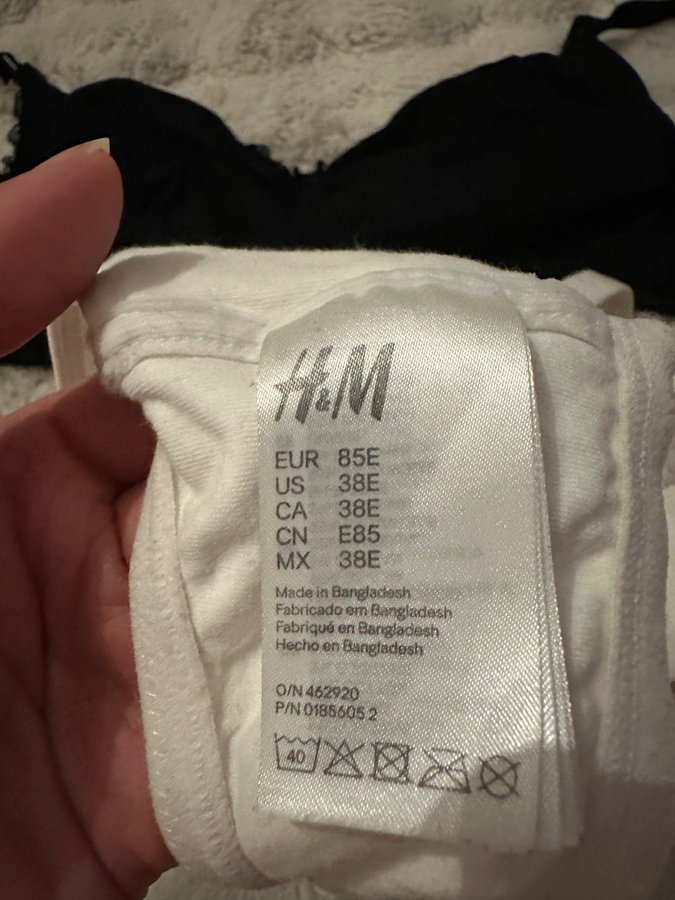 H&M
EUR 85E
US 38E
CA 38E
CN E85
MX 38E
Made in Bangladesh
Fabricado em Bangladesh
Fabriqué en Bangladesh
Hecho en Bangladesh
O/N 462920
P/N 0185605 2
40